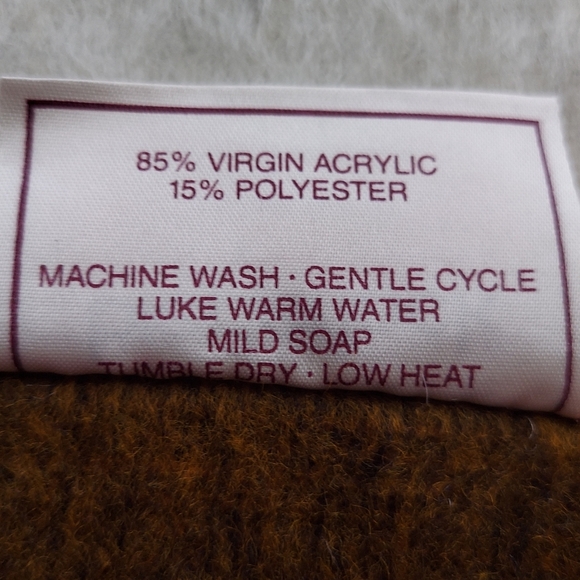 85% VIRGIN ACRYLIC
15% POLYESTER
MACHINE WASH · GENTLE CYCLE
LUKE WARM WATER
MILD SOAP
TUMBLE DRY · LOW HEAT